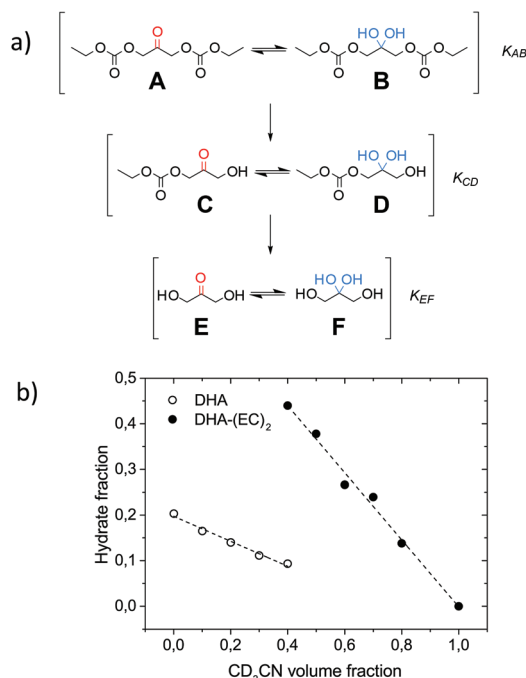 a)
O O O
O O O O
O O
A
HO OH
O O O O
O O
B
K_AB
O
O O OH
O
C
HO OH
O O OH
O
D
K_CD
O
HO OH
E
HO OH
HO OH
F
K_EF
b)
0,5
0,4
0,3
0,2
0,1
0,0
Hydrate fraction
DHA
DHA-(EC)₂
0,0 0,2 0,4 0,6 0,8 1,0
CD₃CN volume fraction